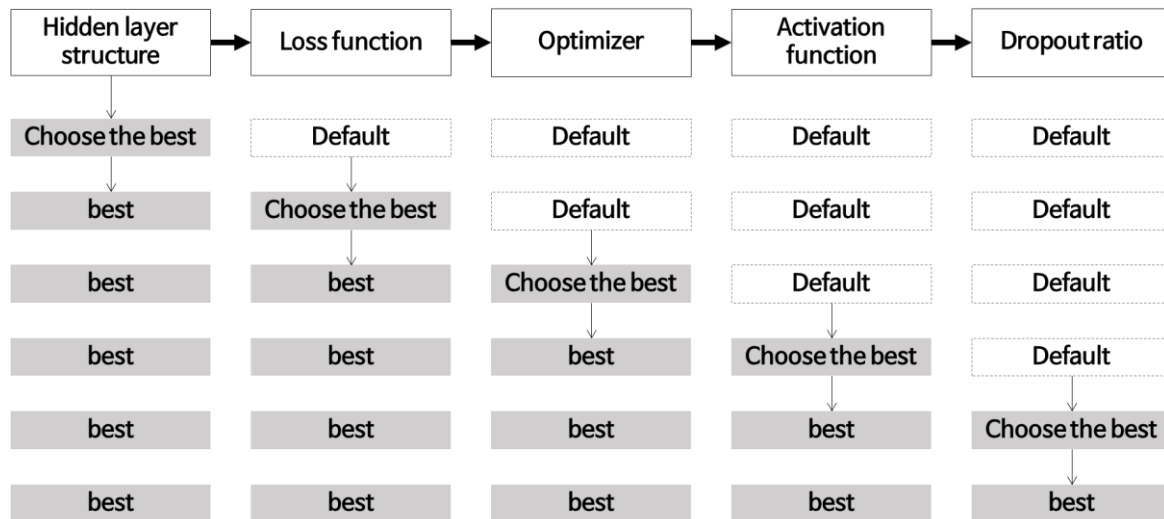 Hidden layer
structure
Loss function
Optimizer
Activation
function
Dropout ratio
Choose the best
Default
Default
Default
Default
best
Choose the best
Default
Default
Default
best
best
Choose the best
Default
Default
best
best
best
Choose the best
Default
best
best
best
best
Choose the best
best
best
best
best
best